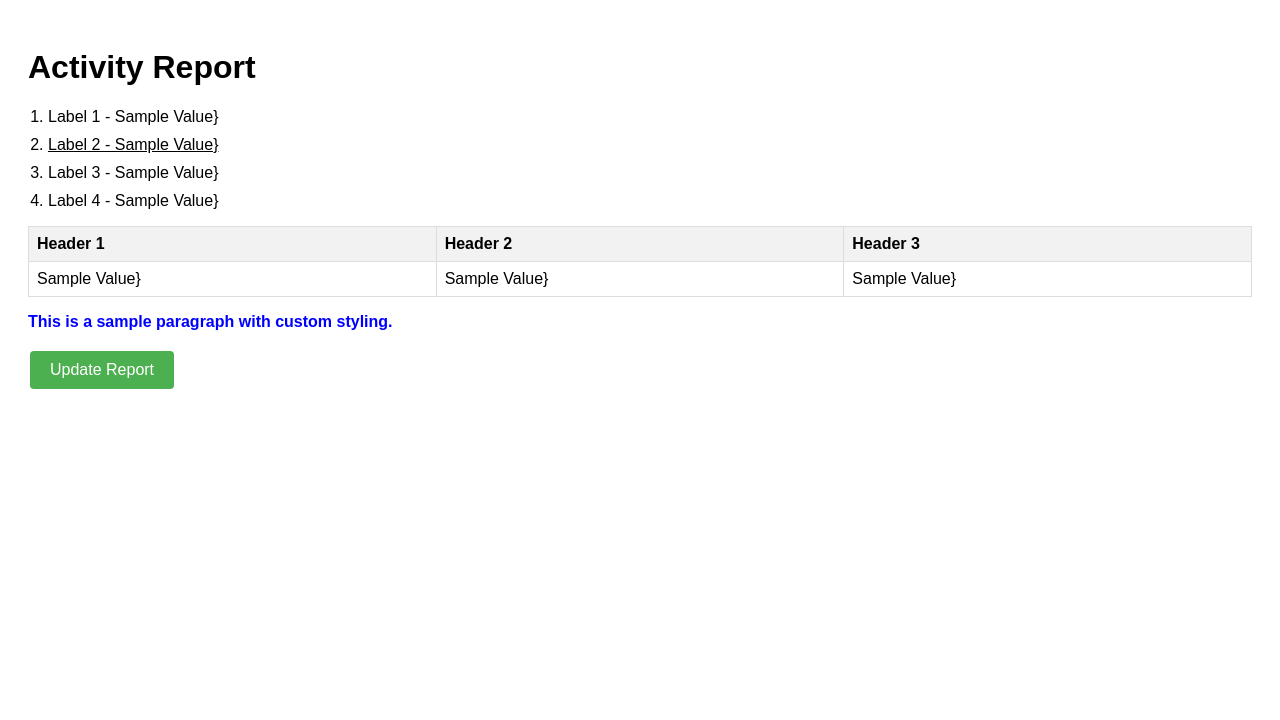 Activity Report
1. Label 1 - Sample Value}
2. Label 2 - Sample Value}
3. Label 3 - Sample Value}
4. Label 4 - Sample Value}
Header 1 Header 2 Header 3
Sample Value} Sample Value} Sample Value}
This is a sample paragraph with custom styling.
Update Report